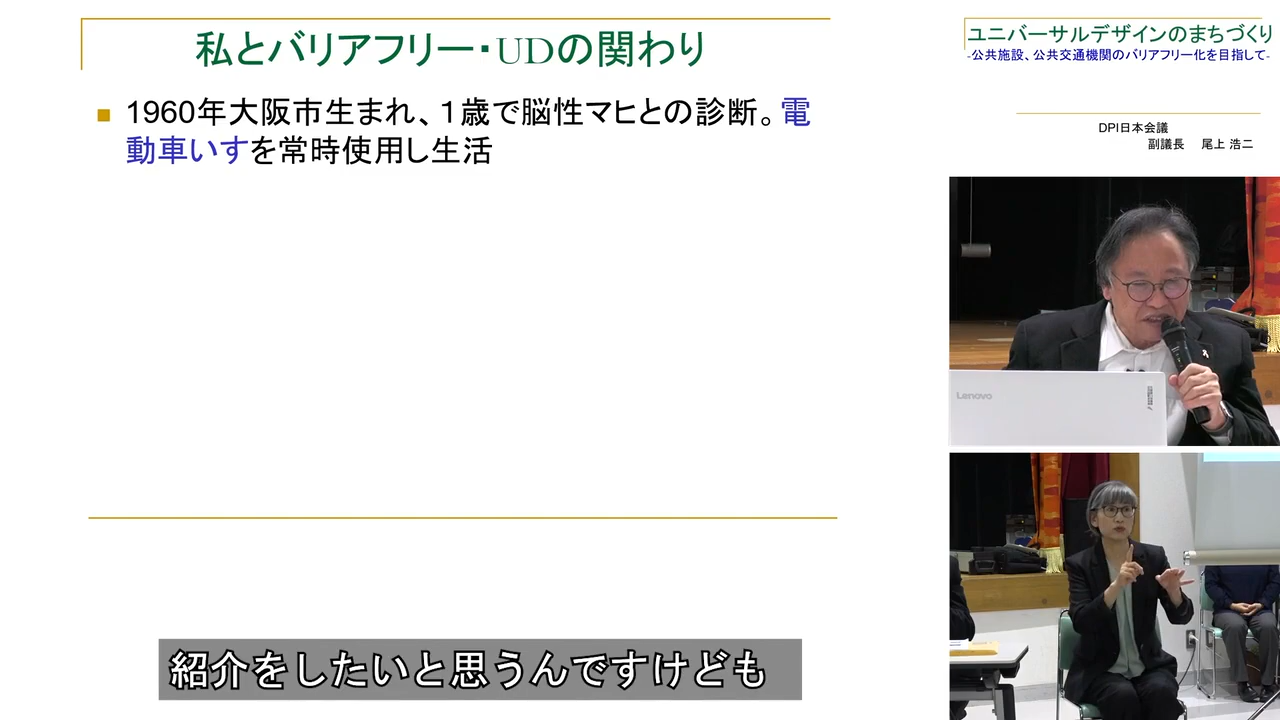 私とバリアフリー・UDの関わり
1960年大阪市生まれ、１歳で脳性マヒとの診断。電
動車いすを常時使用し生活
紹介をしたいと思うんですけども
ユニバーサルデザインのまちづくり
-公共施設、公共交通機関のバリアフリー化を目指して-
DPI日本会議
副議長　尾上 浩二
Lenovo